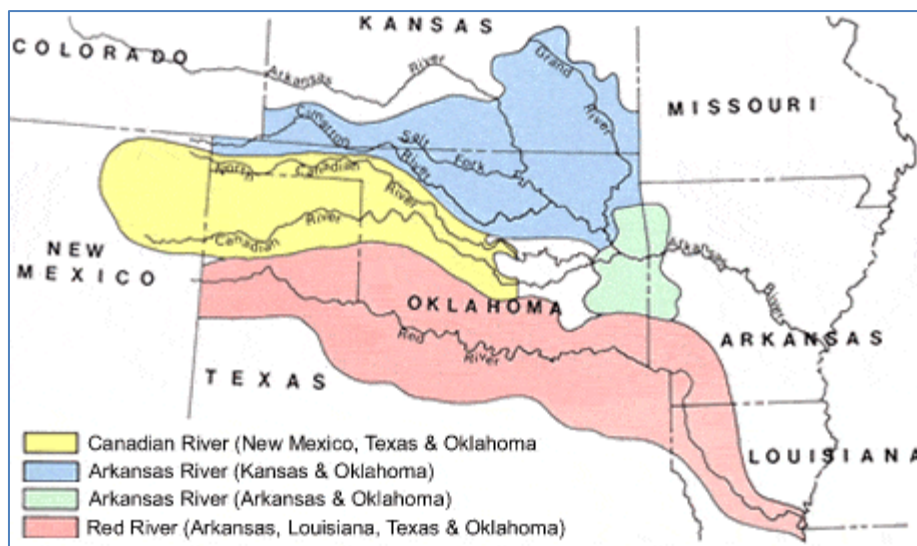 KANSAS
COLORADO
Arkansas River
Grand River
MISSOURI
Cimarron River
Salt Fork
North Canadian River
Canadian River
NEW
MEXICO
Arkansas River
OKLAHOMA
ARKANSAS
Red River
TEXAS
LOUISIANA
Canadian River (New Mexico, Texas & Oklahoma
Arkansas River (Kansas & Oklahoma)
Arkansas River (Arkansas & Oklahoma)
Red River (Arkansas, Louisiana, Texas & Oklahoma)